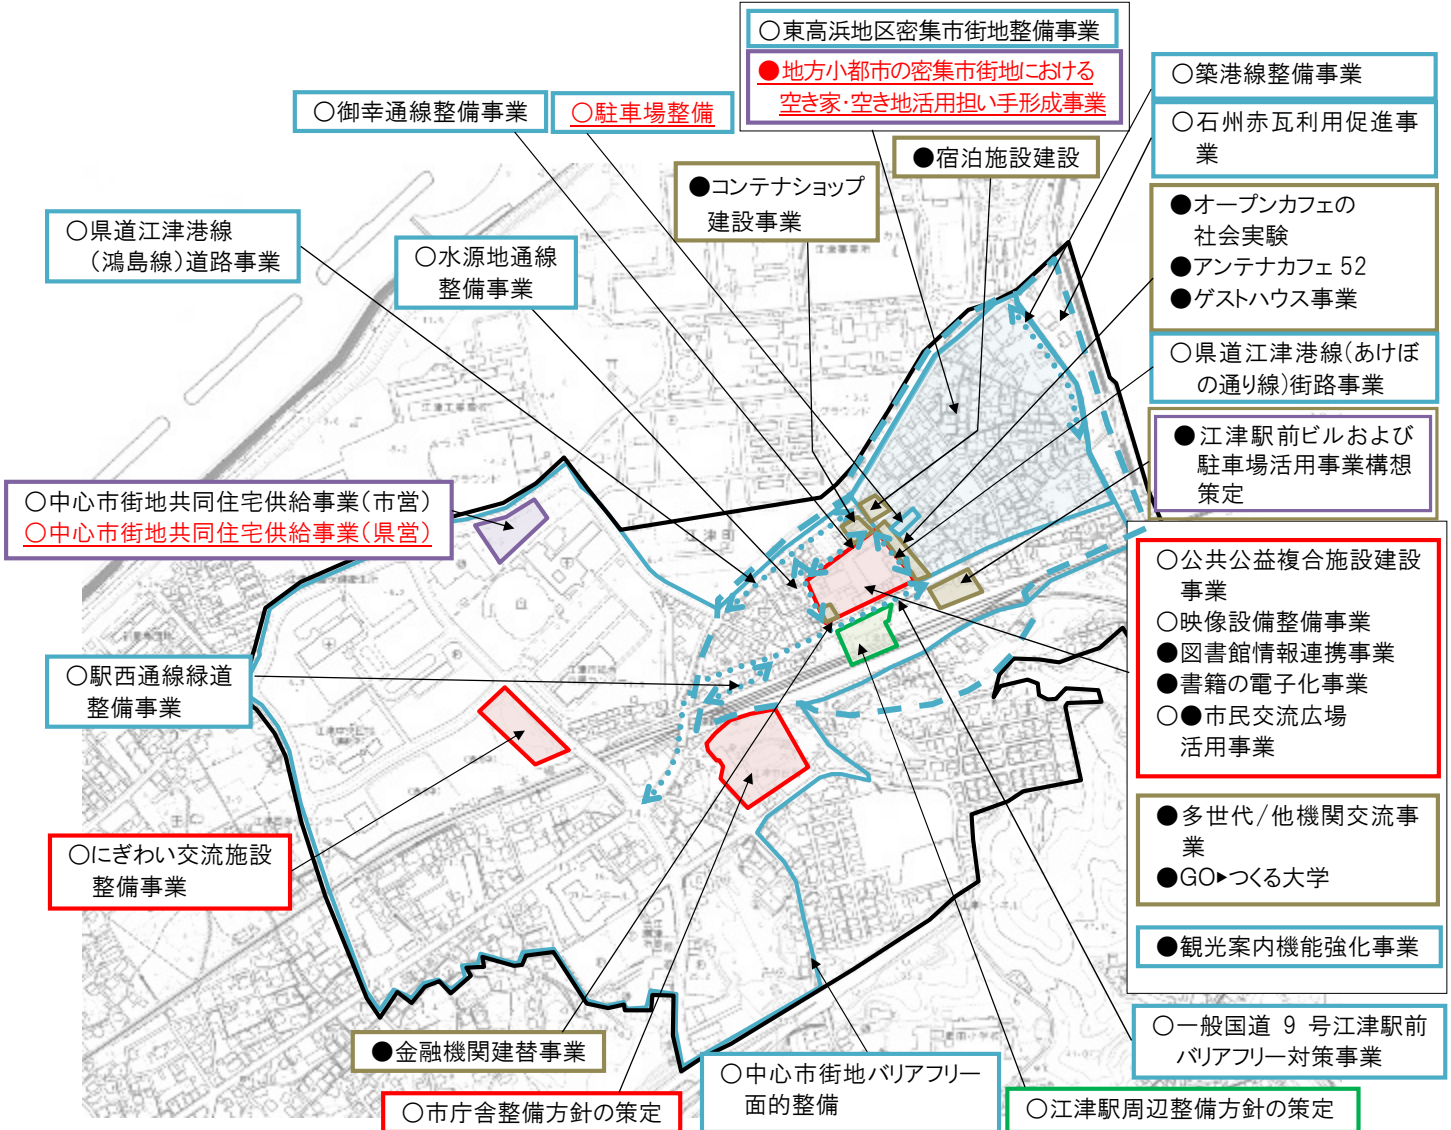 ○東高浜地区密集市街地整備事業
●地方小都市の密集市街地における
空き家・空き地活用担い手形成事業
○御幸通線整備事業
○駐車場整備
○築港線整備事業
○石州赤瓦利用促進事
業
●宿泊施設建設
●コンテナショップ
建設事業
●オープンカフェの
社会実験
●アンテナカフェ 52
●ゲストハウス事業
○県道江津港線
（鴻島線）道路事業
○水源地通線
整備事業
○県道江津港線（あけぼ
の通り線）街路事業
●江津駅前ビルおよび
駐車場活用事業構想
策定
○中心市街地共同住宅供給事業（市営）
○中心市街地共同住宅供給事業（県営）
江津町
○公共公益複合施設建設
事業
○映像設備整備事業
●図書館情報連携事業
●書籍の電子化事業
○●市民交流広場
活用事業
○駅西通線緑道
整備事業
●多世代/他機関交流事
業
●GO▶つくる大学
○にぎわい交流施設
整備事業
●観光案内機能強化事業
○一般国道 9 号江津駅前
バリアフリー対策事業
●金融機関建替事業
○中心市街地バリアフリー
面的整備
○市庁舎整備方針の策定
○江津駅周辺整備方針の策定